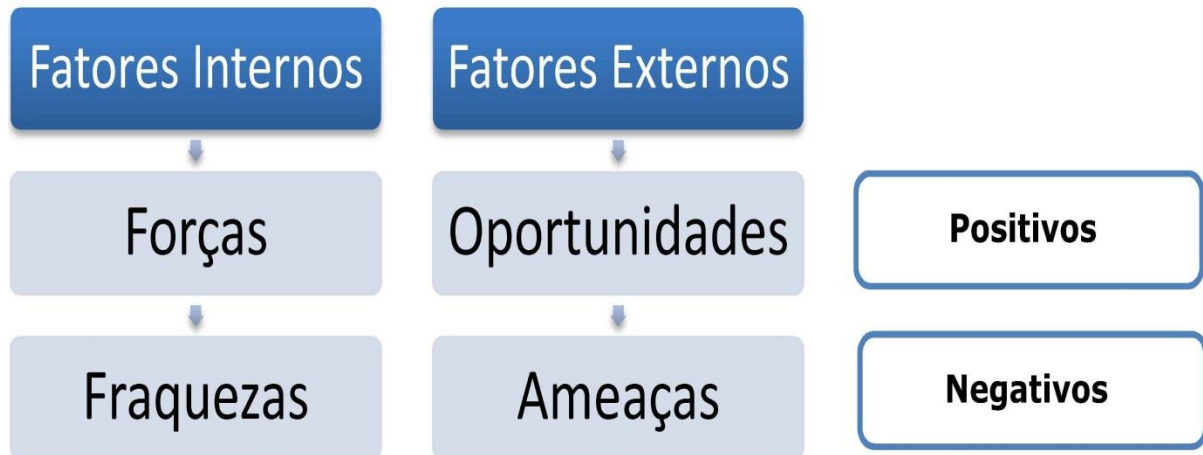 Fatores Internos
Fatores Externos
Forças
Oportunidades
Positivos
Fraquezas
Ameaças
Negativos